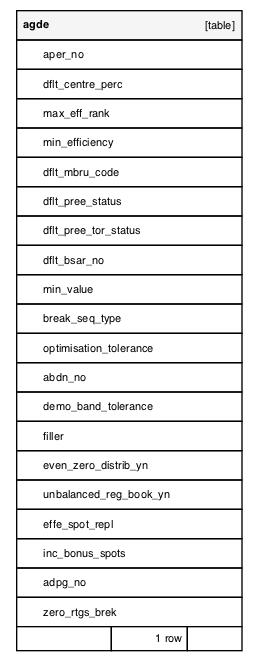 agde [table]
aper_no
dflt_centre_perc
max_eff_rank
min_efficiency
dflt_mbru_code
dflt_pree_status
dflt_pree_tor_status
dflt_bsar_no
min_value
break_seq_type
optimisation_tolerance
abdn_no
demo_band_tolerance
filler
even_zero_distrib_yn
unbalanced_reg_book_yn
effe_spot_repl
inc_bonus_spots
adpg_no
zero_rtgs_brek
1 row